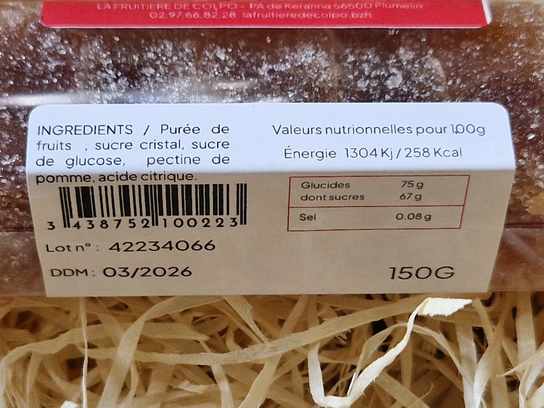 LA FRUITIERE DE COLPO - PA de Keranna 56500 Plumelin
02.97.66.82.28 lafruitieredecolpo.bzh
INGREDIENTS / Purée de
fruits , sucre cristal, sucre
de glucose, pectine de
pomme, acide citrique.
3 438752 100223
Lot n° : 42234066
DDM : 03/2026
Valeurs nutritionnelles pour 100g
Énergie 1304 Kj / 258 Kcal
Glucides 75 g
dont sucres 67 g
Sel 0.08 g
150G